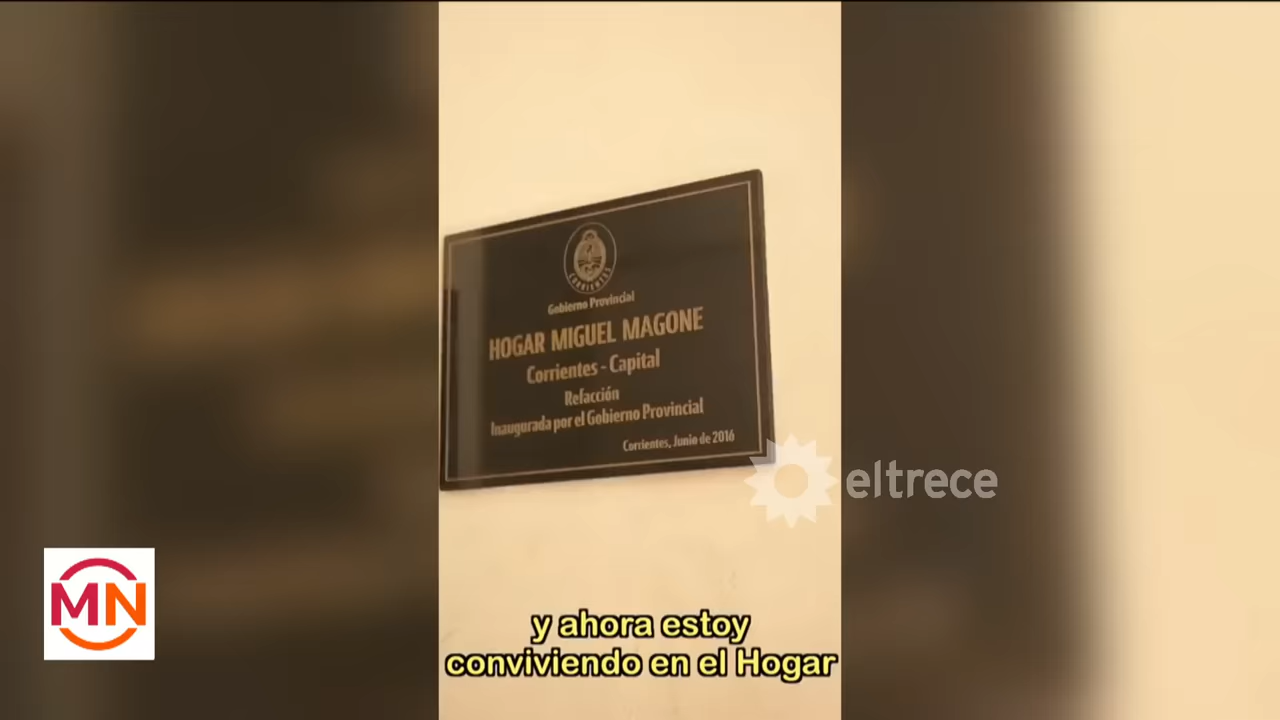 CORRIENTES
Gobierno Provincial
HOGAR MIGUEL MAGONE
Corrientes - Capital
Refacción
Inaugurada por el Gobierno Provincial
Corrientes, Junio de 2016
eltrece
MN
y ahora estoy
conviviendo en el Hogar